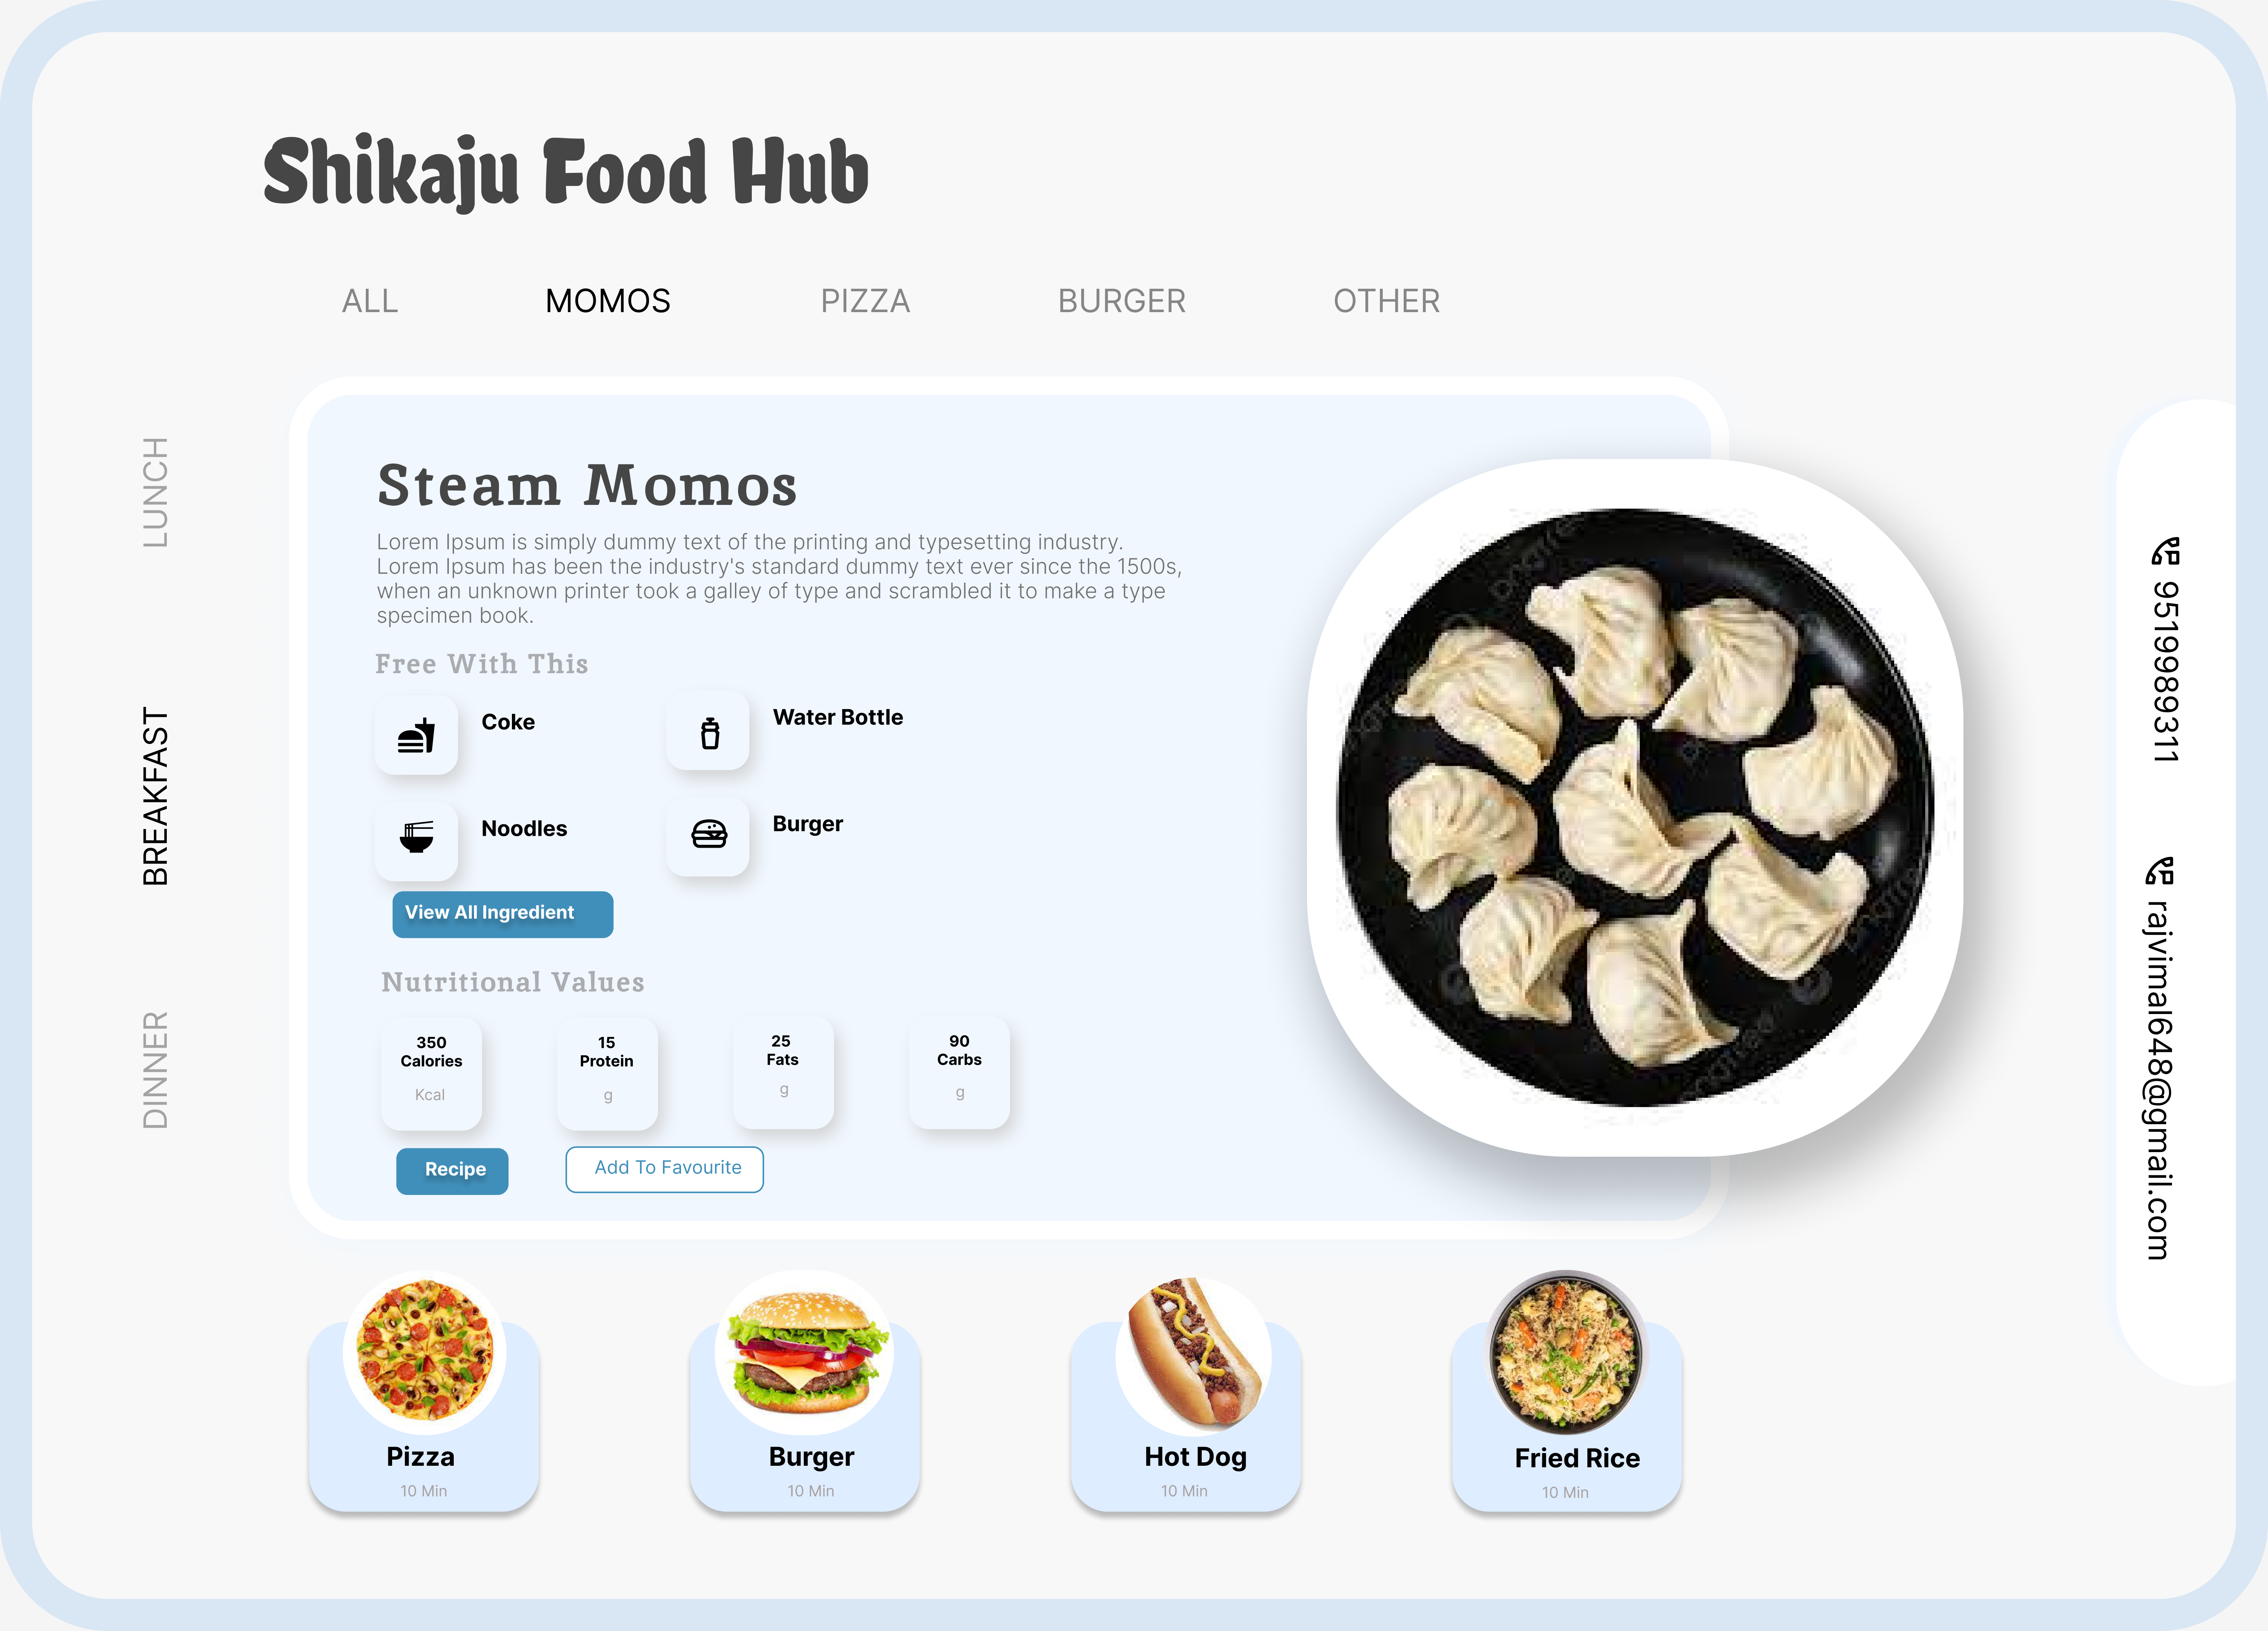 Shikaju Food Hub
ALL
MOMOS
PIZZA
BURGER
OTHER
LUNCH
BREAKFAST
DINNER
Steam Momos
Lorem Ipsum is simply dummy text of the printing and typesetting industry.
Lorem Ipsum has been the industry's standard dummy text ever since the 1500s,
when an unknown printer took a galley of type and scrambled it to make a type
specimen book.
Free With This
Coke
Water Bottle
Noodles
Burger
View All Ingredient
Nutritional Values
350
Calories
Kcal
15
Protein
g
25
Fats
g
90
Carbs
g
Recipe
Add To Favourite
9519989311
rajvimal648@gmail.com
Pizza
10 Min
Burger
10 Min
Hot Dog
10 Min
Fried Rice
10 Min